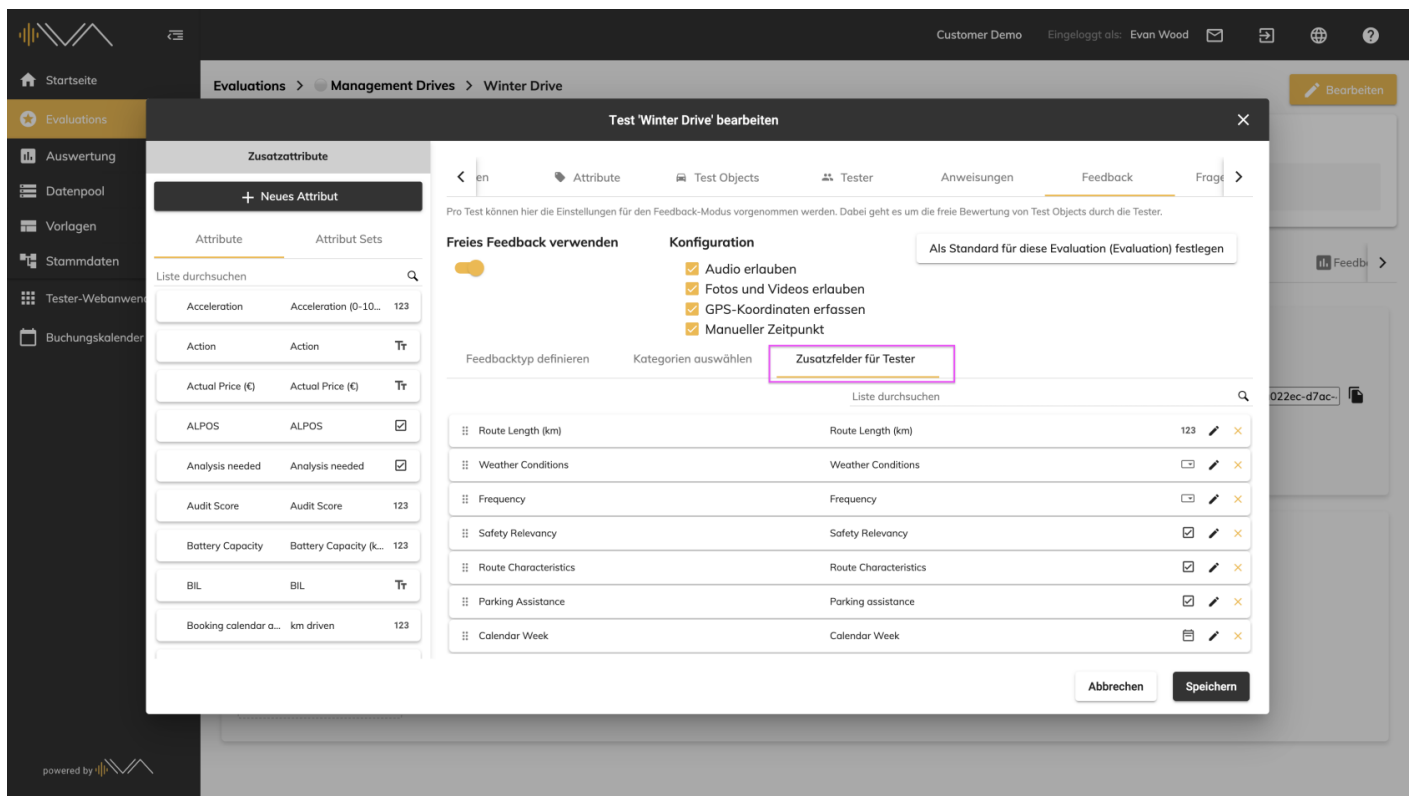 Customer Demo Eingeloggt als: Evan Wood
Startseite
Evaluations > Management Drives > Winter Drive
Bearbeiten
Evaluations
Test 'Winter Drive' bearbeiten
Auswertung
Datenpool
Vorlagen
Stammdaten
Tester-Webanwen
Buchungskalender
Zusatzattribute
+ Neues Attribut
Attribute Attribut Sets
Liste durchsuchen
Acceleration Acceleration (0-10... 123
Action Action TT
Actual Price (€) Actual Price (€) TT
ALPOS ALPOS
Analysis needed Analysis needed
Audit Score Audit Score 123
Battery Capacity Battery Capacity (k... 123
BIL BIL TT
Booking calendar a... km driven 123
en Attribute Test Objects Tester Anweisungen Feedback Frage
Pro Test können hier die Einstellungen für den Feedback-Modus vorgenommen werden. Dabei geht es um die freie Bewertung von Test Objects durch die Tester.
Freies Feedback verwenden Konfiguration Als Standard für diese Evaluation (Evaluation) festlegen
Audio erlauben
Fotos und Videos erlauben
GPS-Koordinaten erfassen
Manueller Zeitpunkt
Feedbacktyp definieren Kategorien auswählen Zusatzfelder für Tester
Liste durchsuchen
Route Length (km) Route Length (km) 123
Weather Conditions Weather Conditions
Frequency Frequency
Safety Relevancy Safety Relevancy
Route Characteristics Route Characteristics
Parking Assistance Parking assistance
Calendar Week Calendar Week
Abbrechen Speichern
Feedb
022ec-d7ac-
powered by